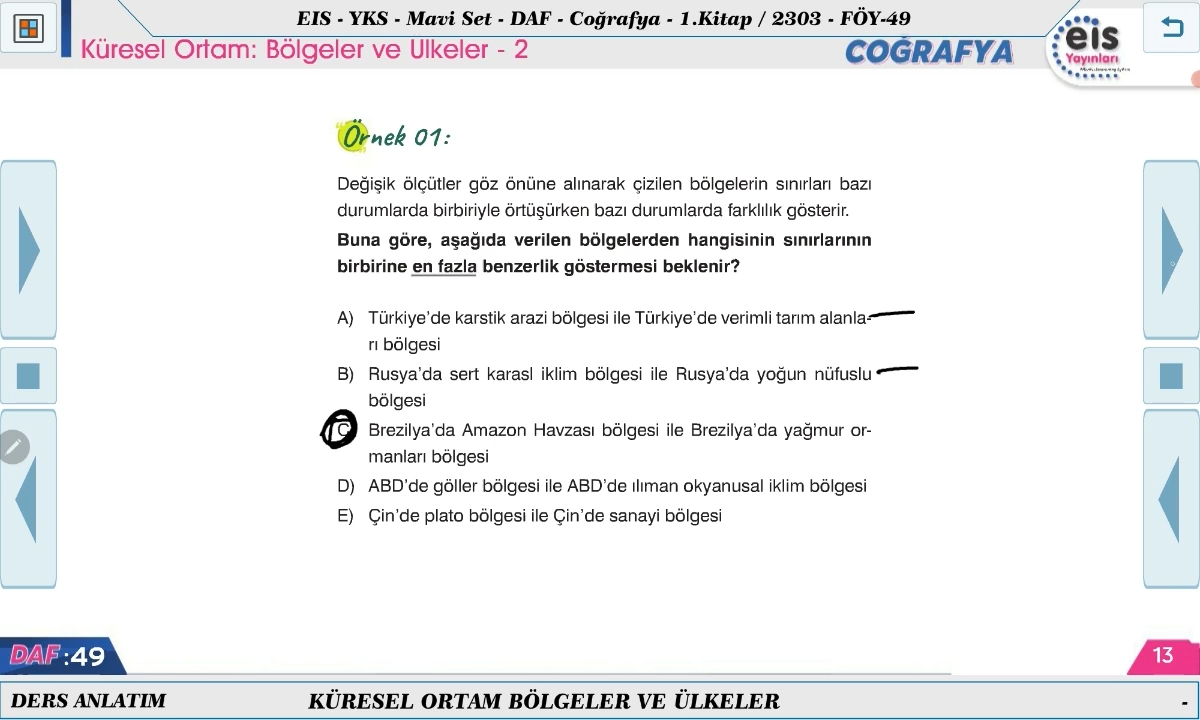 EIS - YKS - Mavi Set - DAF - Coğrafya - 1.Kitap / 2303 - FÖY-49
Küresel Ortam: Bölgeler ve Ülkeler - 2
COĞRAFYA
eis
Yayınları
Örnek 01:
Değişik ölçütler göz önüne alınarak çizilen bölgelerin sınırları bazı
durumlarda birbiriyle örtüşürken bazı durumlarda farklılık gösterir.
Buna göre, aşağıda verilen bölgelerden hangisinin sınırlarının
birbirine en fazla benzerlik göstermesi beklenir?
A) Türkiye’de karstik arazi bölgesi ile Türkiye’de verimli tarım alanla-
rı bölgesi
B) Rusya’da sert karasl iklim bölgesi ile Rusya’da yoğun nüfuslu
bölgesi
C) Brezilya’da Amazon Havzası bölgesi ile Brezilya’da yağmur or-
manları bölgesi
D) ABD’de göller bölgesi ile ABD’de ılıman okyanusal iklim bölgesi
E) Çin’de plato bölgesi ile Çin’de sanayi bölgesi
DAF :49
13
DERS ANLATIM
KÜRESEL ORTAM BÖLGELER VE ÜLKELER
-